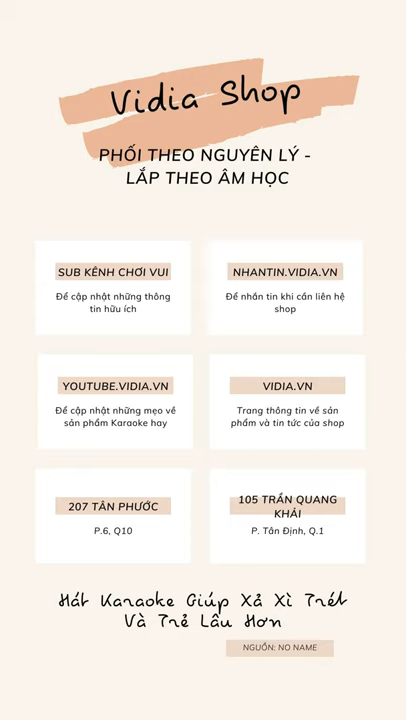 Vidia Shop
PHỐI THEO NGUYÊN LÝ -
LẮP THEO ÂM HỌC
SUB KÊNH CHƠI VUI
Để cập nhật những thông
tin hữu ích
NHANTIN.VIDIA.VN
Để nhắn tin khi cần liên hệ
shop
YOUTUBE.VIDIA.VN
Để cập nhật những mẹo về
sản phẩm Karaoke hay
VIDIA.VN
Trang thông tin về sản
phẩm và tin tức của shop
207 TÂN PHƯỚC
P.6, Q10
105 TRẦN QUANG
KHẢI
P. Tân Định, Q.1
Hát Karaoke Giúp Xả Xì Trét
Và Trẻ Lâu Hơn
NGUỒN: NO NAME